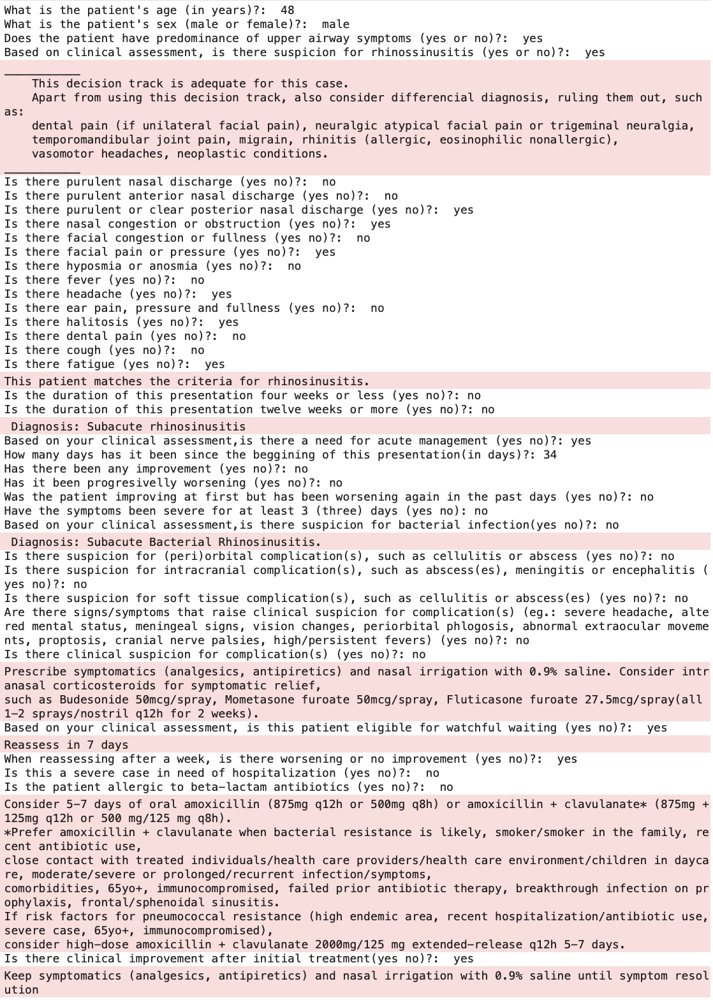 What is the patient's age (in years)?:  48
What is the patient's sex (male or female)?:  male
Does the patient have predominance of upper airway symptoms (yes or no)?:  yes
Based on clinical assessment, is there suspicion for rhinossinusitis (yes or no)?:  yes
___________
    This decision track is adequate for this case.
    Apart from using this decision track, also consider differencial diagnosis, ruling them out, such
as:
    dental pain (if unilateral facial pain), neuralgic atypical facial pain or trigeminal neuralgia,
    temporomandibular joint pain, migrain, rhinitis (allergic, eosinophilic nonallergic),
    vasomotor headaches, neoplastic conditions.
___________
Is there purulent nasal discharge (yes no)?:  no
Is there purulent anterior nasal discharge (yes no)?:  no
Is there purulent or clear posterior nasal discharge (yes no)?:  yes
Is there nasal congestion or obstruction (yes no)?:  yes
Is there facial congestion or fullness (yes no)?:  no
Is there facial pain or pressure (yes no)?:  yes
Is there hyposmia or anosmia (yes no)?:  no
Is there fever (yes no)?:  no
Is there headache (yes no)?:  yes
Is there ear pain, pressure and fullness (yes no)?:  no
Is there halitosis (yes no)?:  yes
Is there dental pain (yes no)?:  no
Is there cough (yes no)?:  no
Is there fatigue (yes no)?:  yes
This patient matches the criteria for rhinosinusitis.
Is the duration of this presentation four weeks or less (yes no)?: no
Is the duration of this presentation twelve weeks or more (yes no)?: no
 Diagnosis: Subacute rhinosinusitis
Based on your clinical assessment,is there a need for acute management (yes no)?: yes
How many days has it been since the beggining of this presentation(in days)?: 34
Has there been any improvement (yes no)?: no
Has it been progresivelly worsening (yes no)?: no
Was the patient improving at first but has been worsening again in the past days (yes no)?: no
Have the symptoms been severe for at least 3 (three) days (yes no): no
Based on your clinical assessment,is there suspicion for bacterial infection(yes no)?: no
 Diagnosis: Subacute Bacterial Rhinosinusitis.
Is there suspicion for (peri)orbital complication(s), such as cellulitis or abscess (yes no)?: no
Is there suspicion for intracranial complication(s), such as abscess(es), meningitis or encephalitis (
yes no)?: no
Is there suspicion for soft tissue complication(s), such as cellulitis or abscess(es) (yes no)?: no
Are there signs/symptoms that raise clinical suspicion for complication(s) (eg.: severe headache, alte
red mental status, meningeal signs, vision changes, periorbital phlogosis, abnormal extraocular moveme
nts, proptosis, cranial nerve palsies, high/persistent fevers) (yes no)?: no
Is there clinical suspicion for complication(s) (yes no)?: no
Prescribe symptomatics (analgesics, antipiretics) and nasal irrigation with 0.9% saline. Consider intr
anasal corticosteroids for symptomatic relief,
such as Budesonide 50mcg/spray, Mometasone furoate 50mcg/spray, Fluticasone furoate 27.5mcg/spray(all
1-2 sprays/nostril q12h for 2 weeks).
Based on your clinical assessment, is this patient eligible for watchful waiting (yes no)?:  yes
Reassess in 7 days
When reassessing after a week, is there worsening or no improvement (yes no)?:  yes
Is this a severe case in need of hospitalization (yes no)?:  no
Is the patient allergic to beta-lactam antibiotics (yes no)?:  no
Consider 5-7 days of oral amoxicillin (875mg q12h or 500mg q8h) or amoxicillin + clavulanate* (875mg +
125mg q12h or 500 mg/125 mg q8h).
*Prefer amoxicillin + clavulanate when bacterial resistance is likely, smoker/smoker in the family, re
cent antibiotic use,
close contact with treated individuals/health care providers/health care environment/children in dayca
re, moderate/severe or prolonged/recurrent infection/symptoms,
comorbidities, 65yo+, immunocompromised, failed prior antibiotic therapy, breakthrough infection on pr
ophylaxis, frontal/sphenoidal sinusitis.
If risk factors for pneumococcal resistance (high endemic area, recent hospitalization/antibiotic use,
severe case, 65yo+, immunocompromised),
consider high-dose amoxicillin + clavulanate 2000mg/125 mg extended-release q12h 5-7 days.
Is there clinical improvement after initial treatment(yes no)?:  yes
Keep symptomatics (analgesics, antipiretics) and nasal irrigation with 0.9% saline until symptom resol
ution